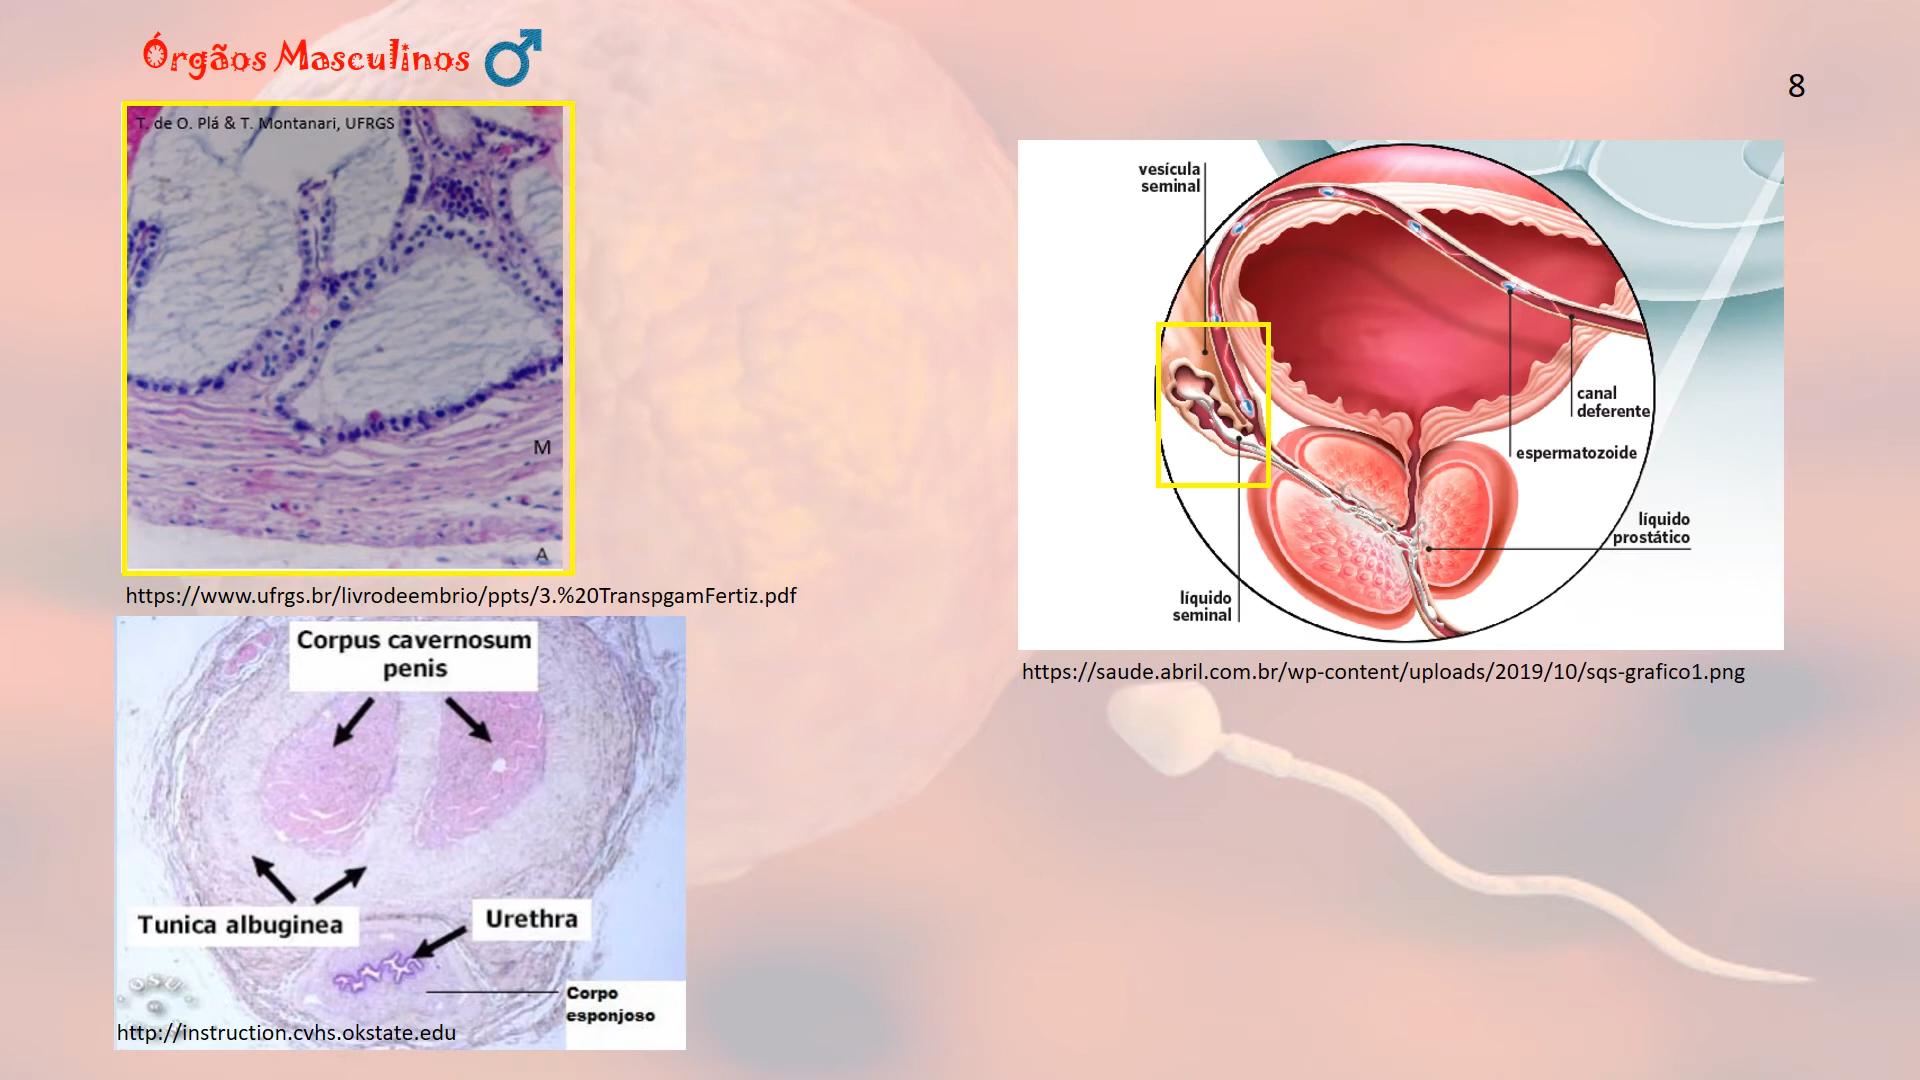 Órgãos Masculinos
8
T. de O. Plá & T. Montanari, UFRGS
M
A
https://www.ufrgs.br/livrodeembrio/ppts/3.%20TranspgamFertiz.pdf
vesícula
seminal
canal
deferente
espermatozoide
líquido
prostático
líquido
seminal
https://saude.abril.com.br/wp-content/uploads/2019/10/sqs-grafico1.png
Corpus cavernosum
penis
Tunica albuginea
Urethra
Corpo
esponjoso
OSU
http://instruction.cvhs.okstate.edu